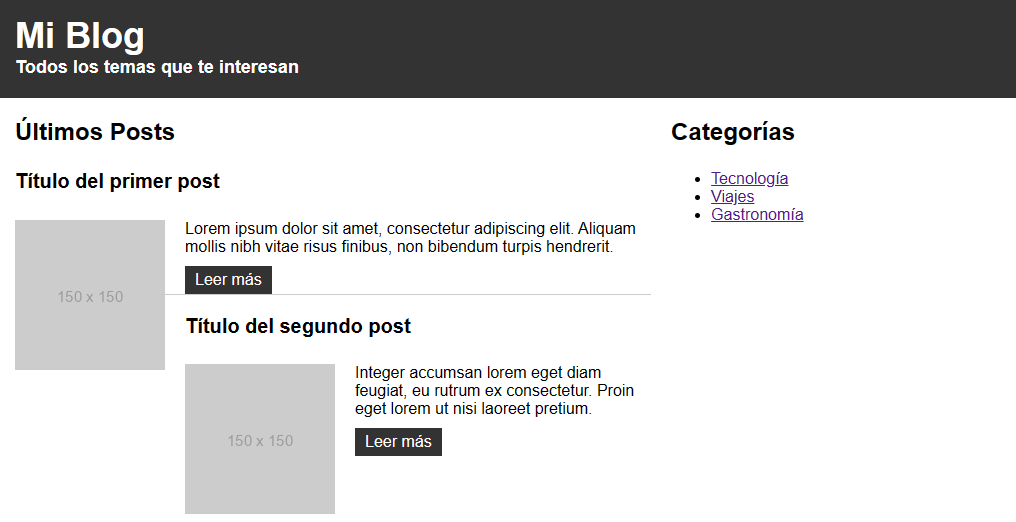 Mi Blog
Todos los temas que te interesan
Últimos Posts
Título del primer post
150 x 150
Lorem ipsum dolor sit amet, consectetur adipiscing elit. Aliquam
mollis nibh vitae risus finibus, non bibendum turpis hendrerit.
Leer más
Título del segundo post
150 x 150
Integer accumsan lorem eget diam
feugiat, eu rutrum ex consectetur. Proin
eget lorem ut nisi laoreet pretium.
Leer más
Categorías
Tecnología
Viajes
Gastronomía